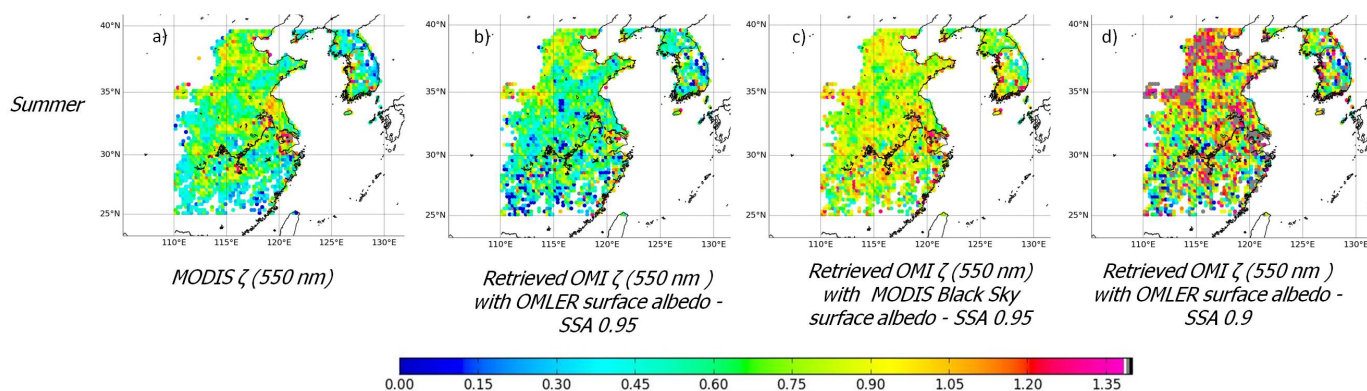 a)
b)
c)
d)
40°N
40°N
40°N
40°N
Summer
35°N
35°N
35°N
35°N
30°N
30°N
30°N
30°N
25°N
25°N
25°N
25°N
110°E 115°E 120°E 125°E 130°E
110°E 115°E 120°E 125°E 130°E
110°E 115°E 120°E 125°E 130°E
110°E 115°E 120°E 125°E 130°E
MODIS ζ (550 nm)
Retrieved OMI ζ (550 nm )
with OMLER surface albedo -
SSA 0.95
Retrieved OMI ζ (550 nm)
with MODIS Black Sky
surface albedo - SSA 0.95
Retrieved OMI ζ (550 nm )
with OMLER surface albedo -
SSA 0.9
0.00 0.15 0.30 0.45 0.60 0.75 0.90 1.05 1.20 1.35